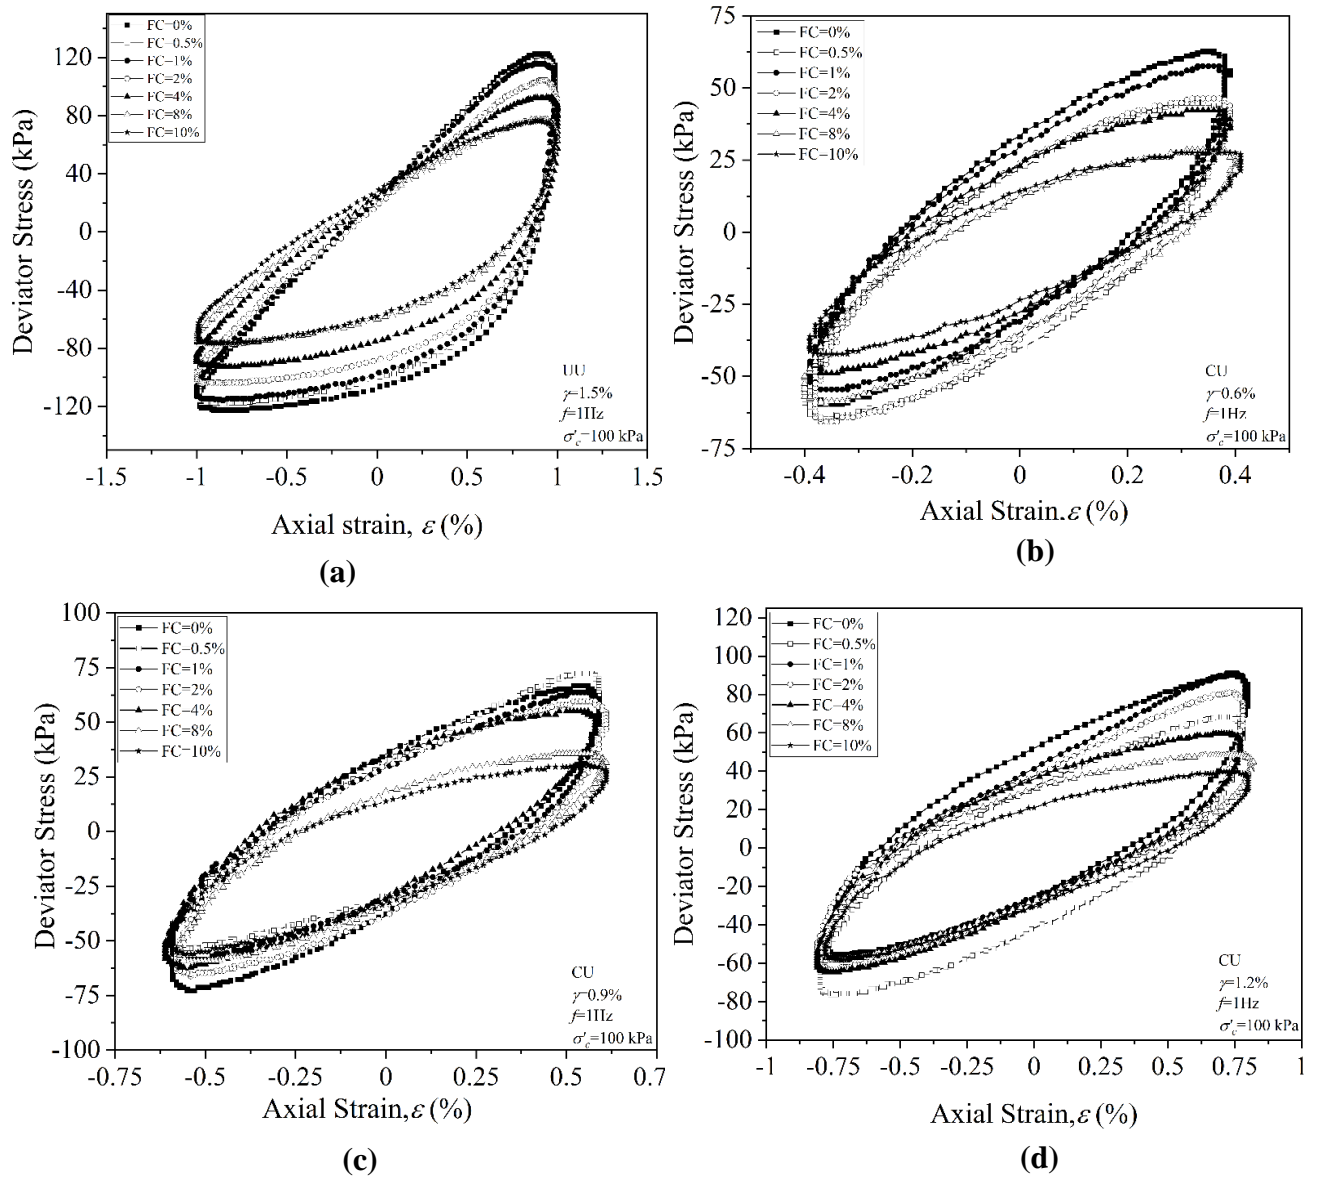 FC=0%
FC=0.5%
FC=1%
FC=2%
FC=4%
FC=8%
FC=10%
120
80
40
0
-40
-80
-120
Deviator Stress (kPa)
UU
γ=1.5%
f=1Hz
σ'c=100 kPa
-1.5
-1
-0.5
0
0.5
1
1.5
Axial strain, ε (%)
(a)
FC=0%
FC=0.5%
FC=1%
FC=2%
FC=4%
FC=8%
FC=10%
75
50
25
0
-25
-50
-75
Deviator Stress (kPa)
CU
γ=0.6%
f=1Hz
σ'c=100 kPa
-0.4
-0.2
0
0.2
0.4
Axial Strain.ε (%)
(b)
FC=0%
FC=0.5%
FC=1%
FC=2%
FC=4%
FC=8%
FC=10%
100
75
50
25
0
-25
-50
-75
-100
Deviator Stress (kPa)
CU
γ=0.9%
f=1Hz
σ'c=100 kPa
-0.75
-0.5
-0.25
0
0.25
0.5
0.7
Axial Strain,ε (%)
(c)
FC=0%
FC=0.5%
FC=1%
FC=2%
FC=4%
FC=8%
FC=10%
120
100
80
60
40
20
0
-20
-40
-60
-80
-100
Deviator Stress (kPa)
CU
γ=1.2%
f=1Hz
σ'c=100 kPa
-1
-0.75
-0.5
-0.25
0
0.25
0.5
0.75
1
Axial Strain,ε (%)
(d)